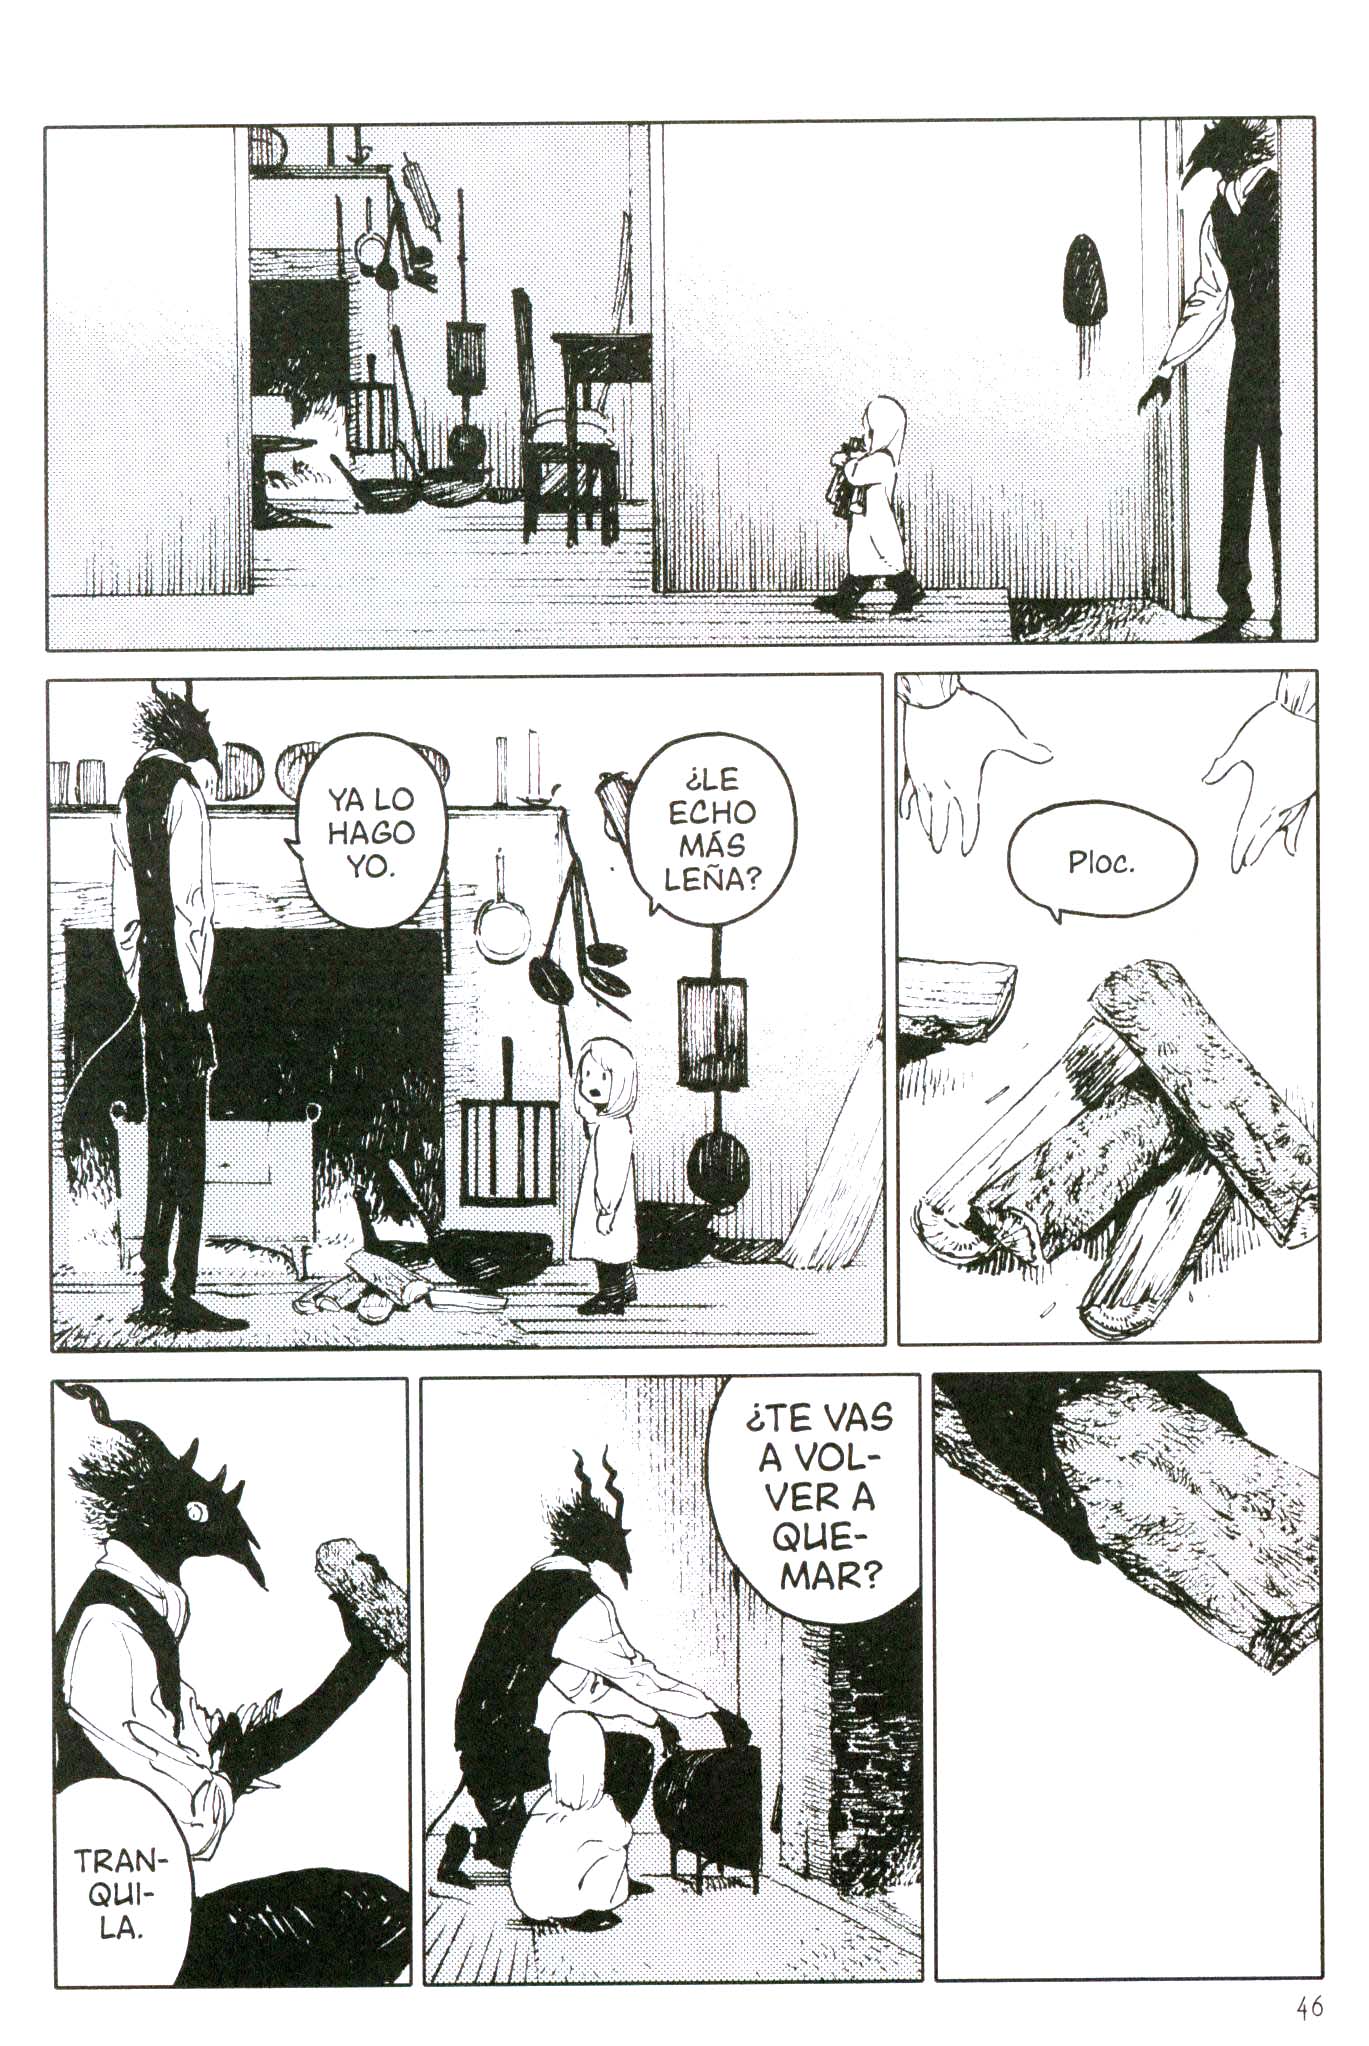 Ploc.
¿LE
ECHO
MÁS
LEÑA?
YA LO
HAGO
YO.
¿TE VAS
A VOL-
VER A
QUE-
MAR?
TRAN-
QUI-
LA.
46